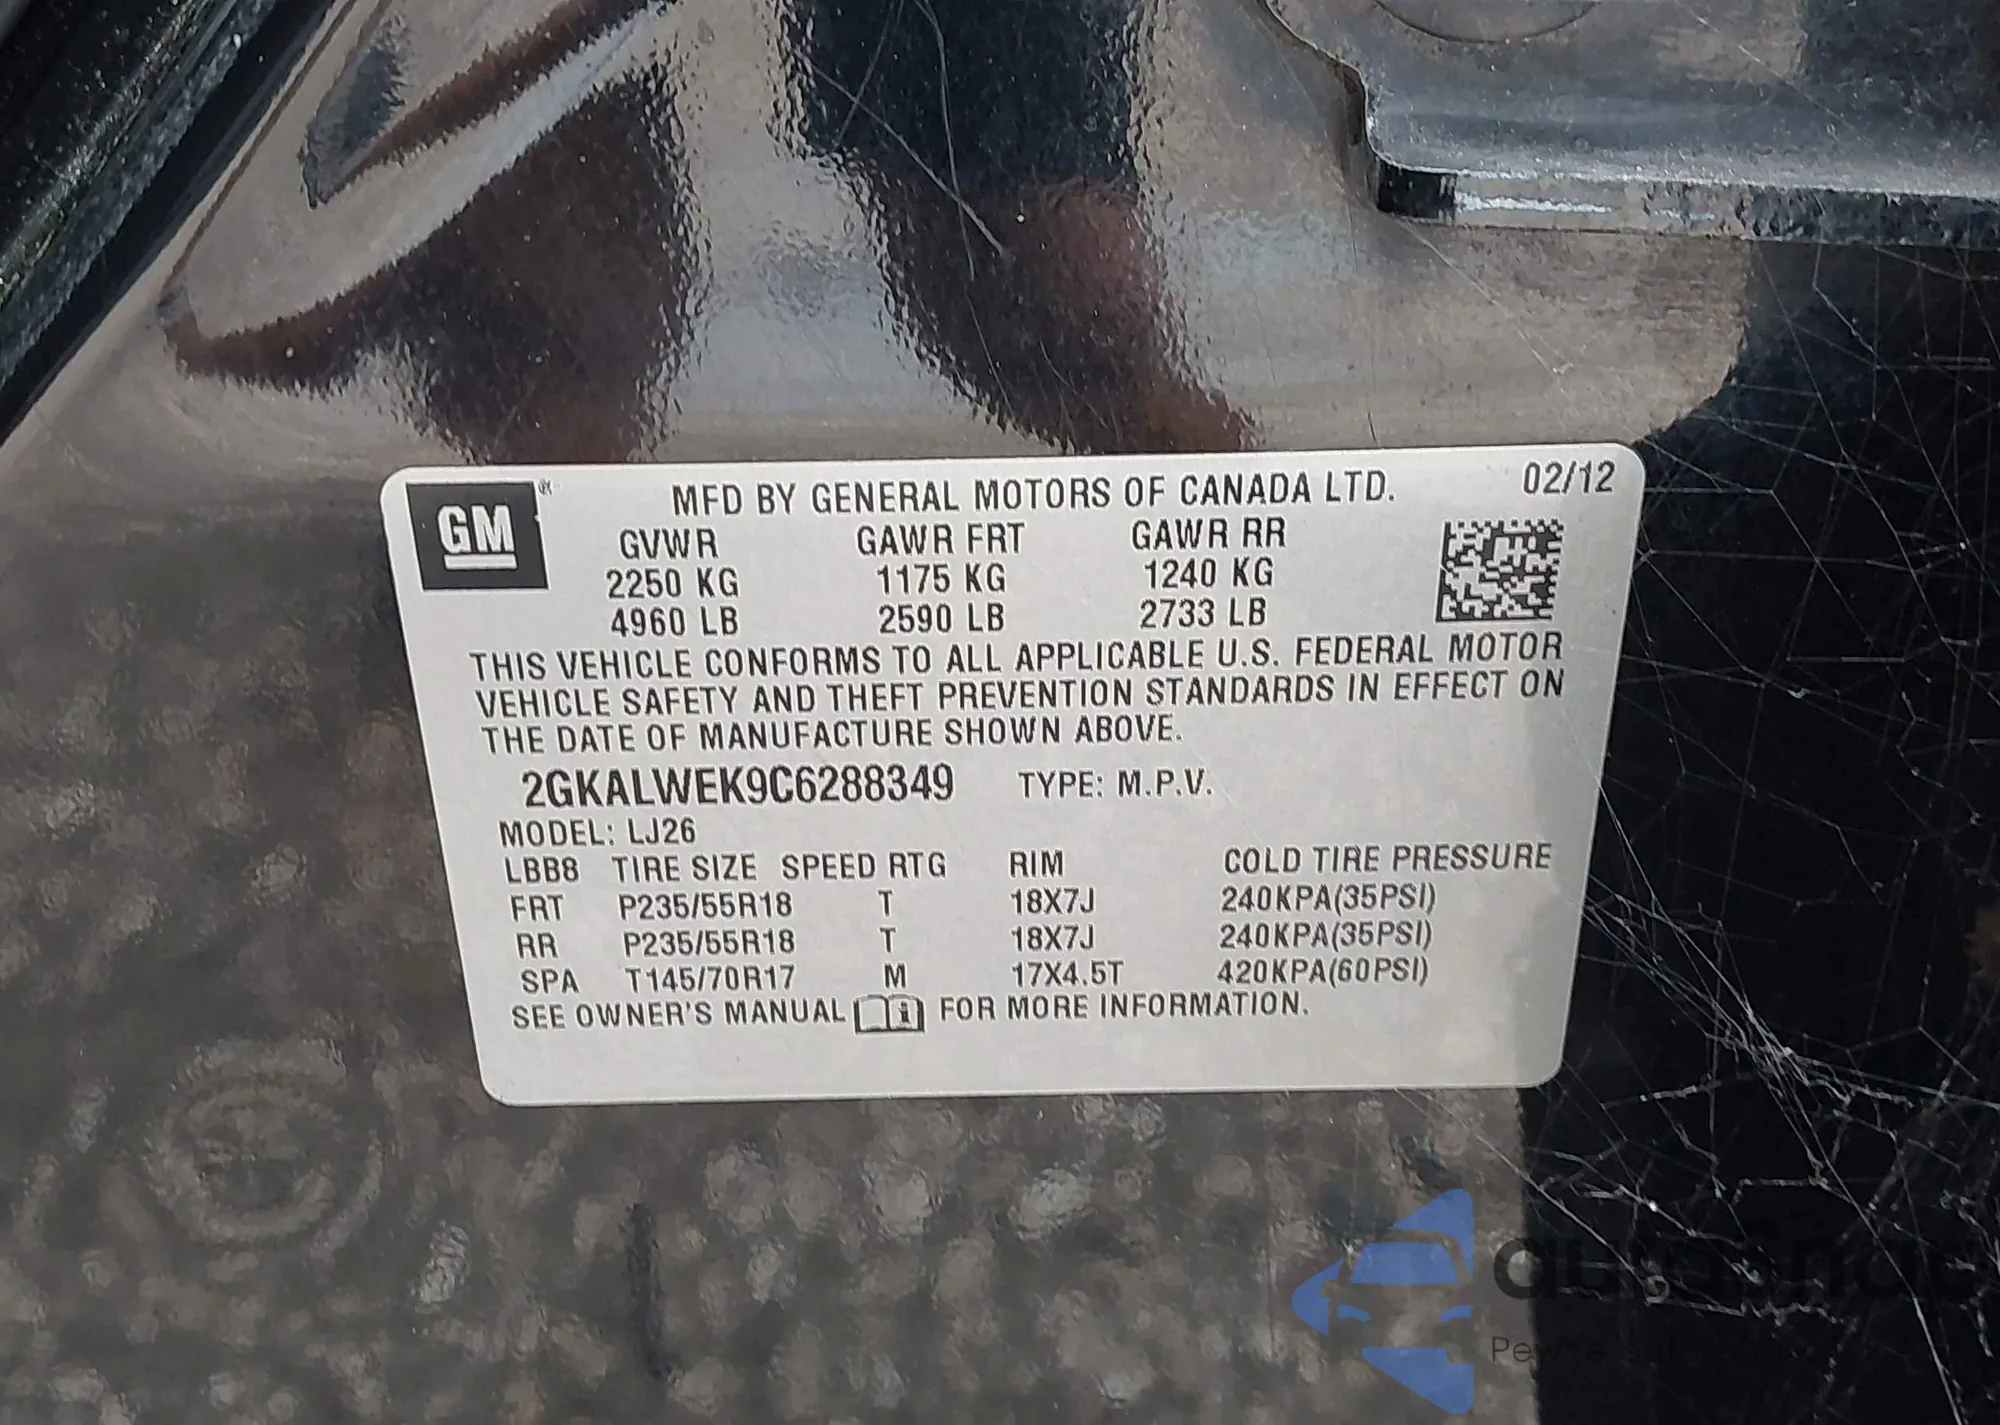 GM
MFD BY GENERAL MOTORS OF CANADA LTD. 02/12
GVWR GAWR FRT GAWR RR
2250 KG 1175 KG 1240 KG
4960 LB 2590 LB 2733 LB
THIS VEHICLE CONFORMS TO ALL APPLICABLE U.S. FEDERAL MOTOR
VEHICLE SAFETY AND THEFT PREVENTION STANDARDS IN EFFECT ON
THE DATE OF MANUFACTURE SHOWN ABOVE.
2GKALWEK9C6288349 TYPE: M.P.V.
MODEL: LJ26
LBB8 TIRE SIZE SPEED RTG RIM COLD TIRE PRESSURE
FRT P235/55R18 T 18X7J 240KPA(35PSI)
RR P235/55R18 T 18X7J 240KPA(35PSI)
SPA T145/70R17 M 17X4.5T 420KPA(60PSI)
SEE OWNER'S MANUAL FOR MORE INFORMATION.